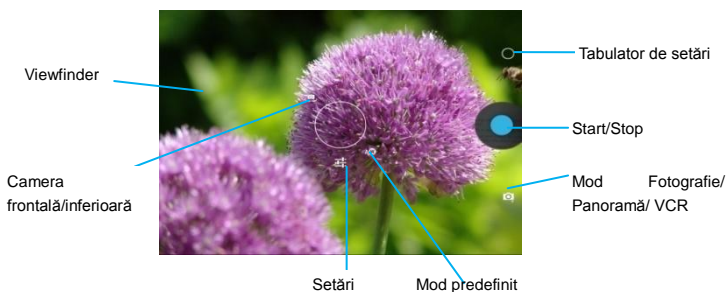 Tabulator de setări
Viewfinder
Start/Stop
Camera
frontală/inferioară
Mod Fotografie/
Panoramă/ VCR
Setări
Mod predefinit